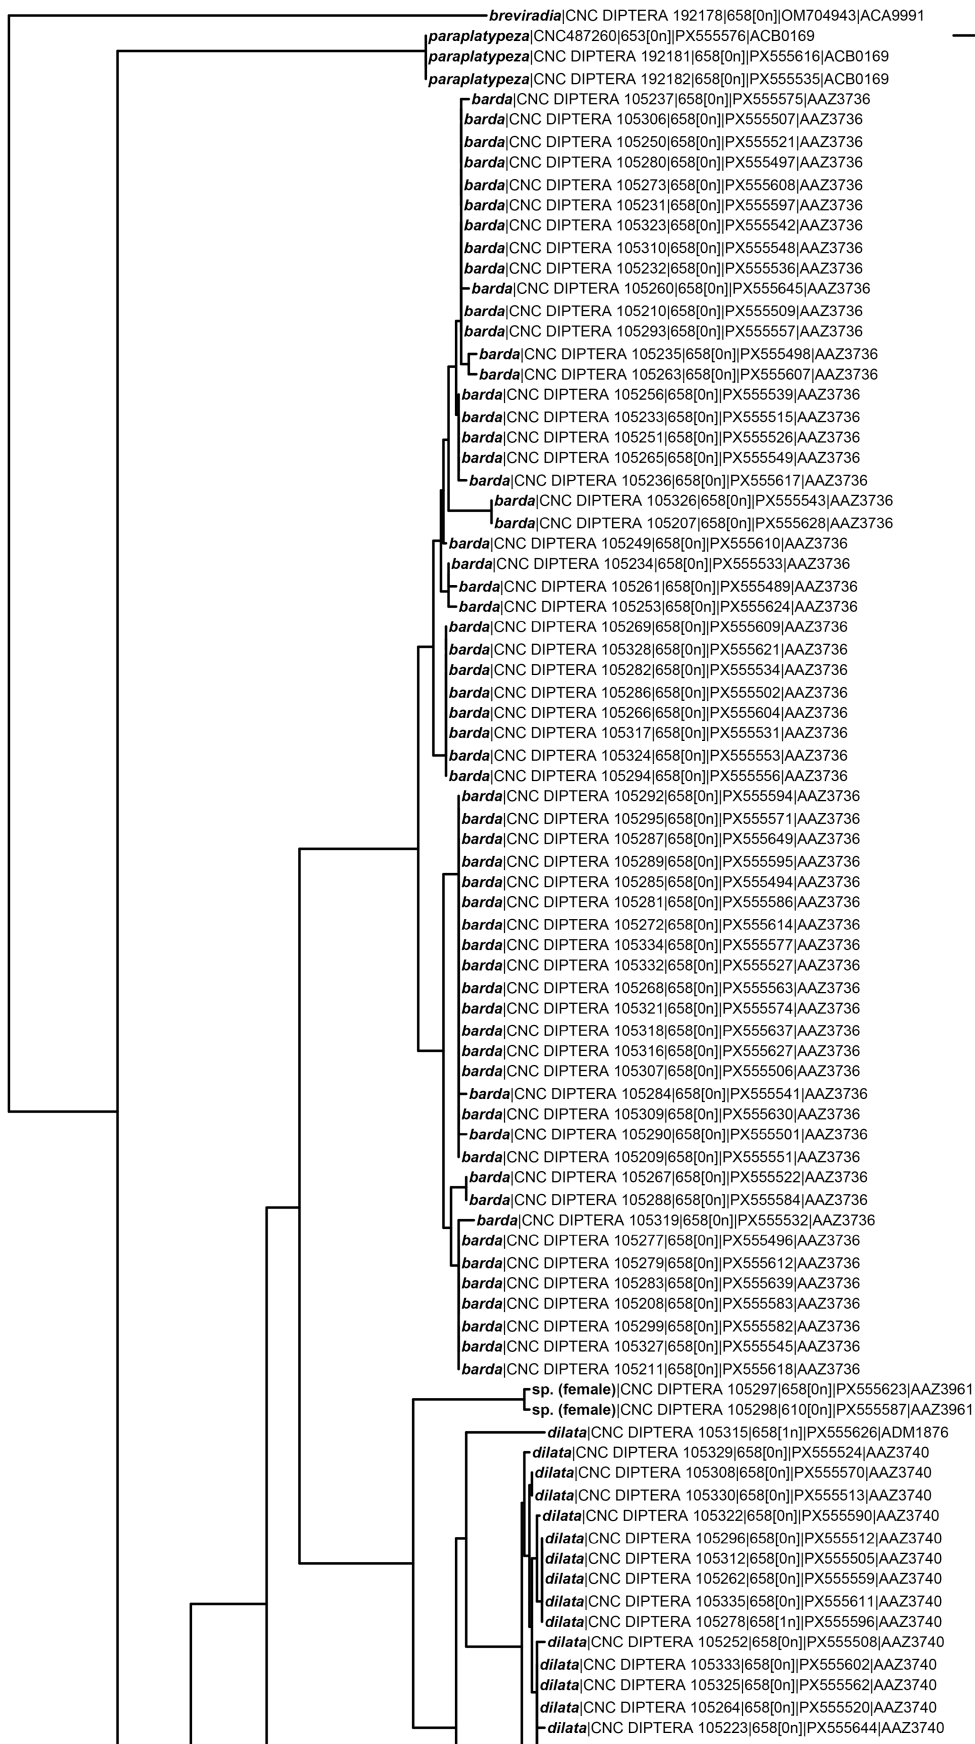 breviradia|CNC DIPTERA 192178|658[0n]|OM704943|ACA9991
paraplatypeza|CNC487260|653[0n]|PX555576|ACB0169
paraplatypeza|CNC DIPTERA 192181|658[0n]|PX555616|ACB0169
paraplatypeza|CNC DIPTERA 192182|658[0n]|PX555535|ACB0169
barda|CNC DIPTERA 105237|658[0n]|PX555575|AAZ3736
barda|CNC DIPTERA 105306|658[0n]|PX555507|AAZ3736
barda|CNC DIPTERA 105250|658[0n]|PX555521|AAZ3736
barda|CNC DIPTERA 105280|658[0n]|PX555497|AAZ3736
barda|CNC DIPTERA 105273|658[0n]|PX555608|AAZ3736
barda|CNC DIPTERA 105231|658[0n]|PX555597|AAZ3736
barda|CNC DIPTERA 105323|658[0n]|PX555542|AAZ3736
barda|CNC DIPTERA 105310|658[0n]|PX555548|AAZ3736
barda|CNC DIPTERA 105232|658[0n]|PX555536|AAZ3736
barda|CNC DIPTERA 105260|658[0n]|PX555645|AAZ3736
barda|CNC DIPTERA 105210|658[0n]|PX555509|AAZ3736
barda|CNC DIPTERA 105293|658[0n]|PX555557|AAZ3736
barda|CNC DIPTERA 105235|658[0n]|PX555498|AAZ3736
barda|CNC DIPTERA 105263|658[0n]|PX555607|AAZ3736
barda|CNC DIPTERA 105256|658[0n]|PX555539|AAZ3736
barda|CNC DIPTERA 105233|658[0n]|PX555515|AAZ3736
barda|CNC DIPTERA 105251|658[0n]|PX555526|AAZ3736
barda|CNC DIPTERA 105265|658[0n]|PX555549|AAZ3736
barda|CNC DIPTERA 105236|658[0n]|PX555617|AAZ3736
barda|CNC DIPTERA 105326|658[0n]|PX555543|AAZ3736
barda|CNC DIPTERA 105207|658[0n]|PX555628|AAZ3736
barda|CNC DIPTERA 105249|658[0n]|PX555610|AAZ3736
barda|CNC DIPTERA 105234|658[0n]|PX555533|AAZ3736
barda|CNC DIPTERA 105261|658[0n]|PX555489|AAZ3736
barda|CNC DIPTERA 105253|658[0n]|PX555624|AAZ3736
barda|CNC DIPTERA 105269|658[0n]|PX555609|AAZ3736
barda|CNC DIPTERA 105328|658[0n]|PX555621|AAZ3736
barda|CNC DIPTERA 105282|658[0n]|PX555534|AAZ3736
barda|CNC DIPTERA 105286|658[0n]|PX555502|AAZ3736
barda|CNC DIPTERA 105266|658[0n]|PX555604|AAZ3736
barda|CNC DIPTERA 105317|658[0n]|PX555531|AAZ3736
barda|CNC DIPTERA 105324|658[0n]|PX555553|AAZ3736
barda|CNC DIPTERA 105294|658[0n]|PX555556|AAZ3736
barda|CNC DIPTERA 105292|658[0n]|PX555594|AAZ3736
barda|CNC DIPTERA 105295|658[0n]|PX555571|AAZ3736
barda|CNC DIPTERA 105287|658[0n]|PX555649|AAZ3736
barda|CNC DIPTERA 105289|658[0n]|PX555595|AAZ3736
barda|CNC DIPTERA 105285|658[0n]|PX555494|AAZ3736
barda|CNC DIPTERA 105281|658[0n]|PX555586|AAZ3736
barda|CNC DIPTERA 105272|658[0n]|PX555614|AAZ3736
barda|CNC DIPTERA 105334|658[0n]|PX555577|AAZ3736
barda|CNC DIPTERA 105332|658[0n]|PX555527|AAZ3736
barda|CNC DIPTERA 105268|658[0n]|PX555563|AAZ3736
barda|CNC DIPTERA 105321|658[0n]|PX555574|AAZ3736
barda|CNC DIPTERA 105318|658[0n]|PX555637|AAZ3736
barda|CNC DIPTERA 105316|658[0n]|PX555627|AAZ3736
barda|CNC DIPTERA 105307|658[0n]|PX555506|AAZ3736
barda|CNC DIPTERA 105284|658[0n]|PX555541|AAZ3736
barda|CNC DIPTERA 105309|658[0n]|PX555630|AAZ3736
barda|CNC DIPTERA 105290|658[0n]|PX555501|AAZ3736
barda|CNC DIPTERA 105209|658[0n]|PX555551|AAZ3736
barda|CNC DIPTERA 105267|658[0n]|PX555522|AAZ3736
barda|CNC DIPTERA 105288|658[0n]|PX555584|AAZ3736
barda|CNC DIPTERA 105319|658[0n]|PX555532|AAZ3736
barda|CNC DIPTERA 105277|658[0n]|PX555496|AAZ3736
barda|CNC DIPTERA 105279|658[0n]|PX555612|AAZ3736
barda|CNC DIPTERA 105283|658[0n]|PX555639|AAZ3736
barda|CNC DIPTERA 105208|658[0n]|PX555583|AAZ3736
barda|CNC DIPTERA 105299|658[0n]|PX555582|AAZ3736
barda|CNC DIPTERA 105327|658[0n]|PX555545|AAZ3736
barda|CNC DIPTERA 105211|658[0n]|PX555618|AAZ3736
sp. (female)|CNC DIPTERA 105297|658[0n]|PX555623|AAZ3961
sp. (female)|CNC DIPTERA 105298|610[0n]|PX555587|AAZ3961
dilata|CNC DIPTERA 105315|658[1n]|PX555626|ADM1876
dilata|CNC DIPTERA 105329|658[0n]|PX555524|AAZ3740
dilata|CNC DIPTERA 105308|658[0n]|PX555570|AAZ3740
dilata|CNC DIPTERA 105330|658[0n]|PX555513|AAZ3740
dilata|CNC DIPTERA 105322|658[0n]|PX555590|AAZ3740
dilata|CNC DIPTERA 105296|658[0n]|PX555512|AAZ3740
dilata|CNC DIPTERA 105312|658[0n]|PX555505|AAZ3740
dilata|CNC DIPTERA 105262|658[0n]|PX555559|AAZ3740
dilata|CNC DIPTERA 105335|658[0n]|PX555611|AAZ3740
dilata|CNC DIPTERA 105278|658[1n]|PX555596|AAZ3740
dilata|CNC DIPTERA 105252|658[0n]|PX555508|AAZ3740
dilata|CNC DIPTERA 105333|658[0n]|PX555602|AAZ3740
dilata|CNC DIPTERA 105325|658[0n]|PX555562|AAZ3740
dilata|CNC DIPTERA 105264|658[0n]|PX555520|AAZ3740
dilata|CNC DIPTERA 105223|658[0n]|PX555644|AAZ3740